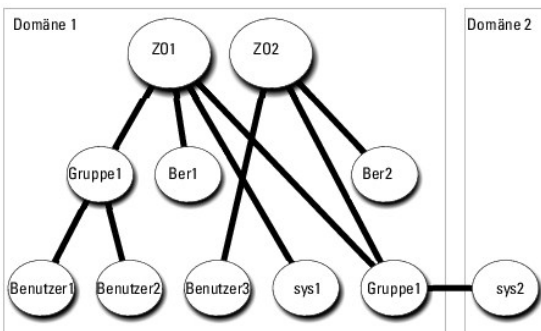 Domäne 1
Domäne 2
ZO1
ZO2
Gruppe1
Ber1
Ber2
Benutzer1
Benutzer2
Benutzer3
sys1
Gruppe1
sys2